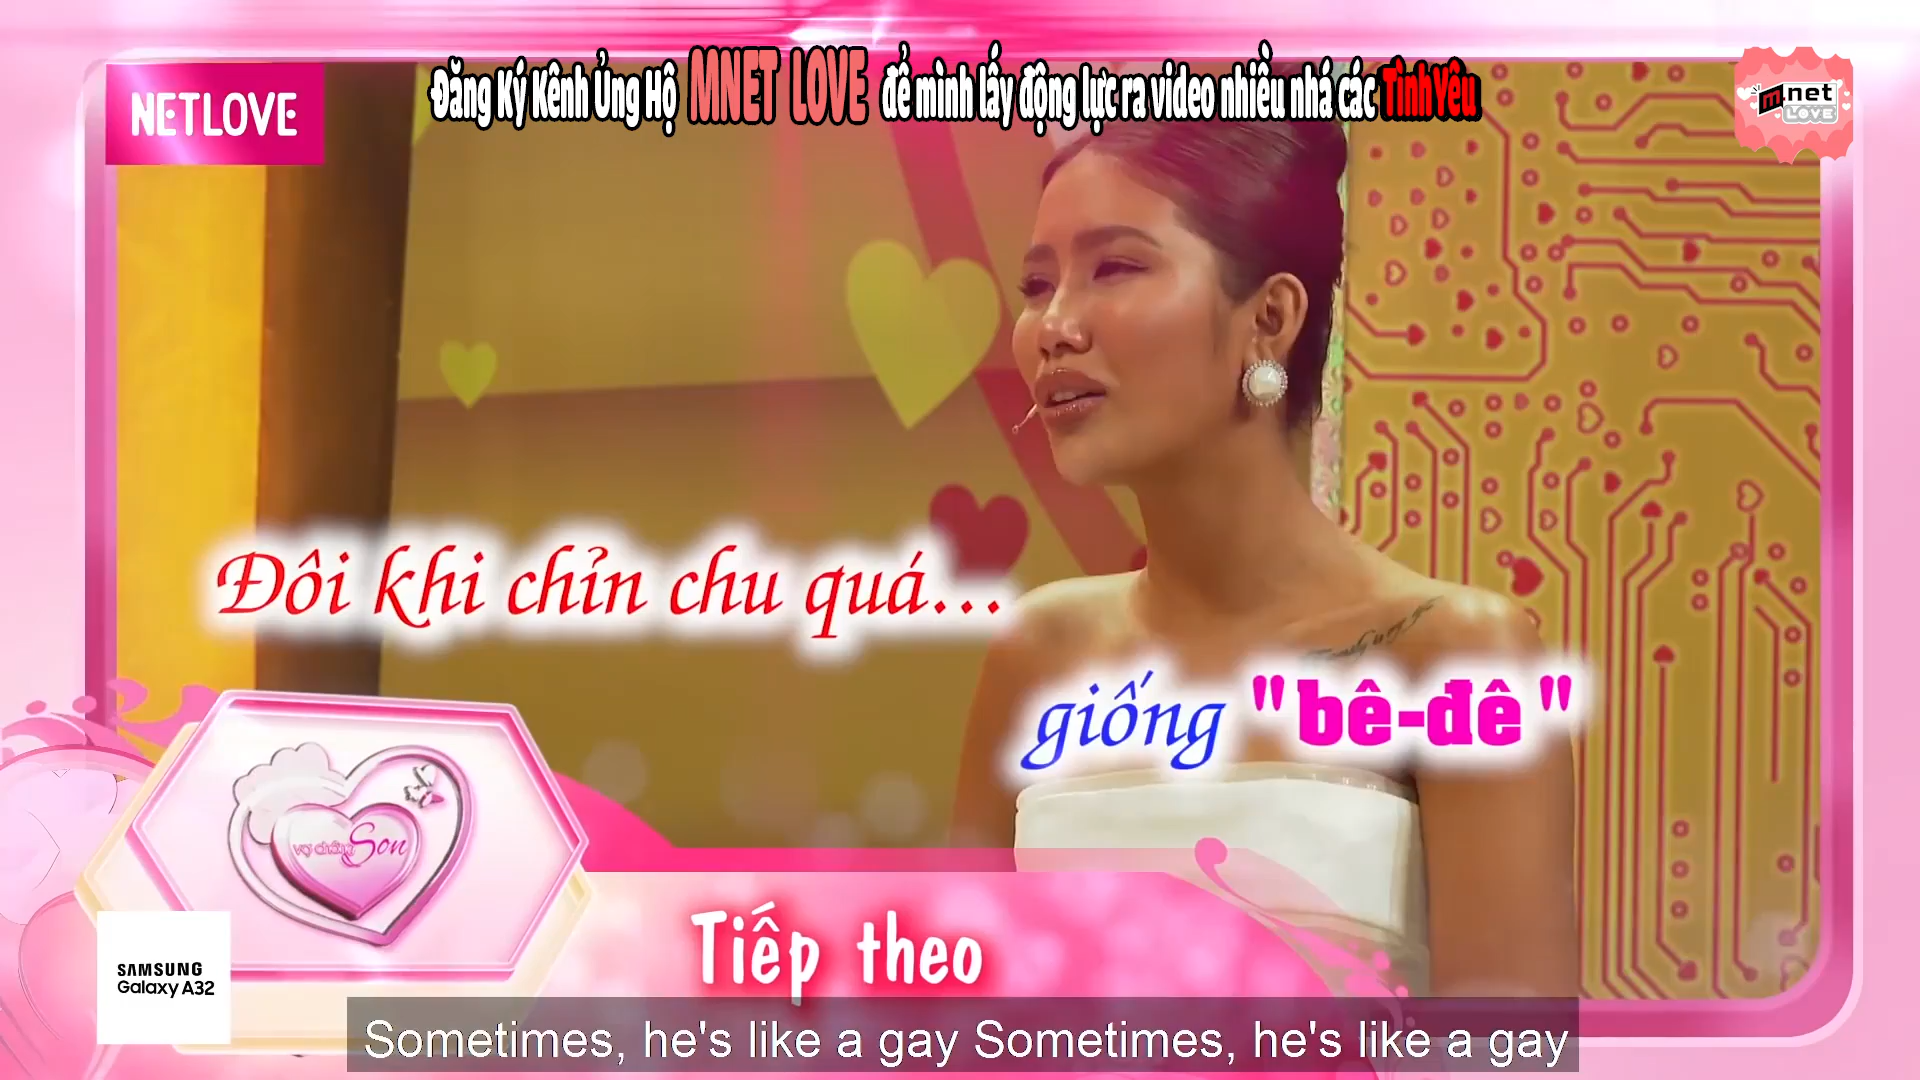 Đăng Ký Kênh Ủng Hộ MNET LOVE để mình lấy động lực ra video nhiều nhá các Tình Yêu
NETLOVE
m.net
LOVE
Đôi khi chỉn chu quá...
giống "bê-đê"
vợ chồng Son
Tiếp theo
SAMSUNG
Galaxy A32
Sometimes, he's like a gay Sometimes, he's like a gay